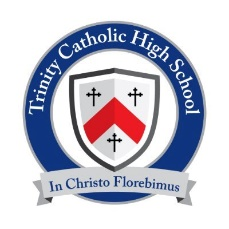 Trinity Catholic High School
In Christo Florebimus